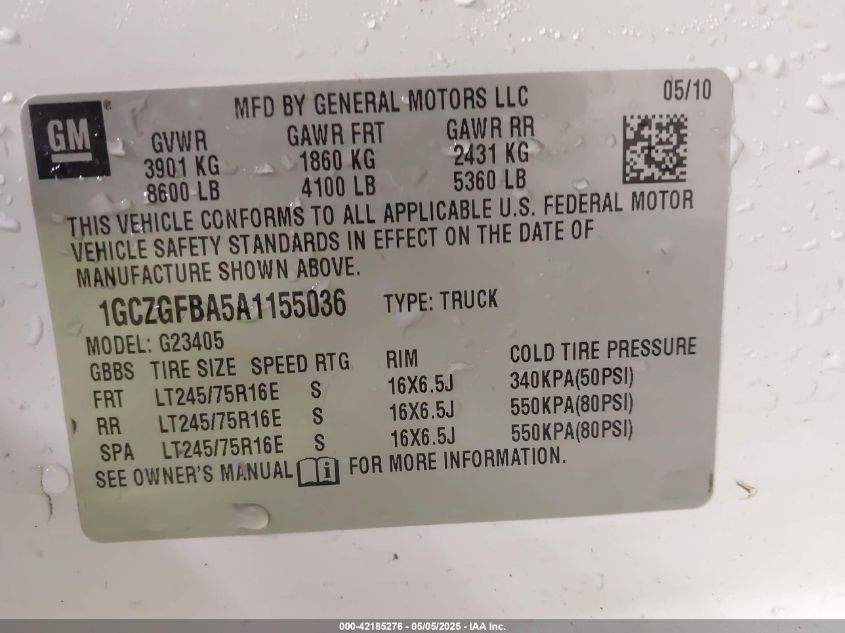 GM ®
MFD BY GENERAL MOTORS LLC 05/10
GVWR GAWR FRT GAWR RR
3901 KG 1860 KG 2431 KG
8600 LB 4100 LB 5360 LB
THIS VEHICLE CONFORMS TO ALL APPLICABLE U.S. FEDERAL MOTOR
VEHICLE SAFETY STANDARDS IN EFFECT ON THE DATE OF
MANUFACTURE SHOWN ABOVE.
1GCZGFBA5A1155036 TYPE: TRUCK
MODEL: G23405
GBBS TIRE SIZE SPEED RTG RIM COLD TIRE PRESSURE
FRT LT245/75R16E S 16X6.5J 340KPA(50PSI)
RR LT245/75R16E S 16X6.5J 550KPA(80PSI)
SPA LT245/75R16E S 16X6.5J 550KPA(80PSI)
SEE OWNER'S MANUAL i FOR MORE INFORMATION.
000-42185276 - 05/05/2025 - IAA Inc.